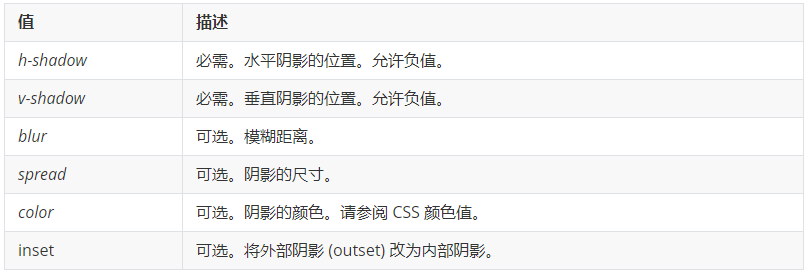 值 描述
h-shadow 必需。水平阴影的位置。允许负值。
v-shadow 必需。垂直阴影的位置。允许负值。
blur 可选。模糊距离。
spread 可选。阴影的尺寸。
color 可选。阴影的颜色。请参阅 CSS 颜色值。
inset 可选。将外部阴影 (outset) 改为内部阴影。